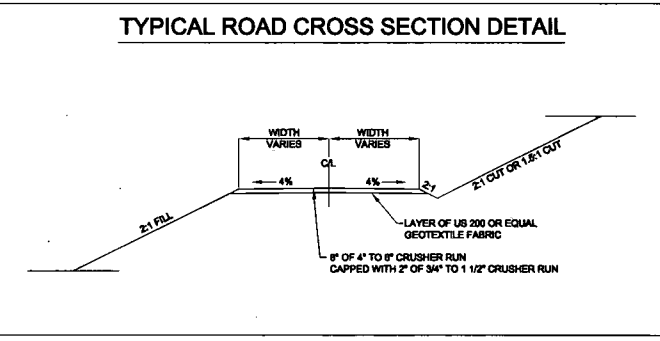 TYPICAL ROAD CROSS SECTION DETAIL
WIDTH
VARIES
WIDTH
VARIES
C/L
4%
4%
2:1
2:1 CUT OR 1.5:1 CUT
2:1 FILL
LAYER OF US 200 OR EQUAL
GEOTEXTILE FABRIC
8" OF 4" TO 6" CRUSHER RUN
CAPPED WITH 2" OF 3/4" TO 1 1/2" CRUSHER RUN